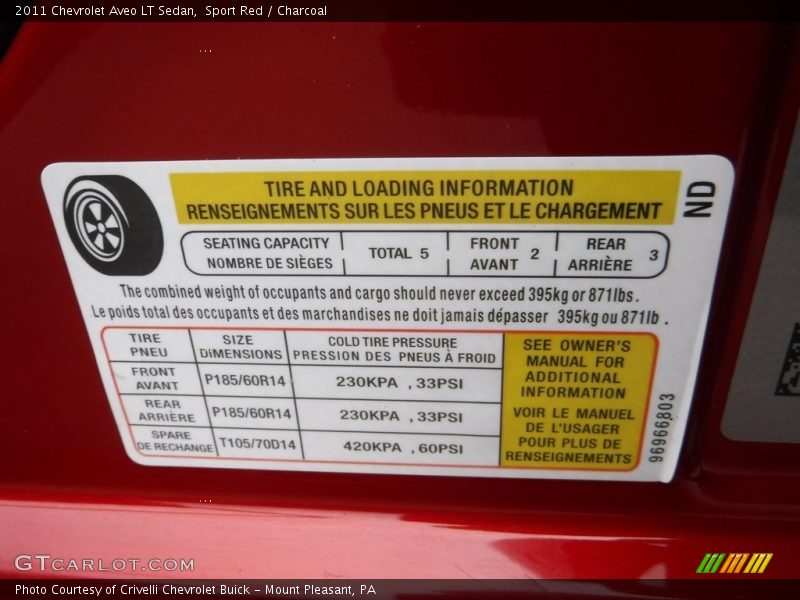 2011 Chevrolet Aveo LT Sedan,  Sport Red / Charcoal
TIRE AND LOADING INFORMATION
RENSEIGNEMENTS SUR LES PNEUS ET LE CHARGEMENT
ND
SEATING CAPACITY
NOMBRE DE SIÈGES
TOTAL 5
FRONT
AVANT
2
REAR
ARRIÈRE
3
The combined weight of occupants and cargo should never exceed 395kg or 871lbs.
Le poids total des occupants et des marchandises ne doit jamais dépasser 395kg ou 871lb.
TIRE
PNEU
SIZE
DIMENSIONS
COLD TIRE PRESSURE
PRESSION DES PNEUS À FROID
FRONT
AVANT
P185/60R14
230KPA , 33PSI
REAR
ARRIÈRE
P185/60R14
230KPA , 33PSI
SPARE
DE RECHANGE
T105/70D14
420KPA , 60PSI
SEE OWNER'S
MANUAL FOR
ADDITIONAL
INFORMATION
VOIR LE MANUEL
DE L'USAGER
POUR PLUS DE
RENSEIGNEMENTS
96966803
GTCARLOT.COM
Photo Courtesy of Crivelli Chevrolet Buick – Mount Pleasant, PA